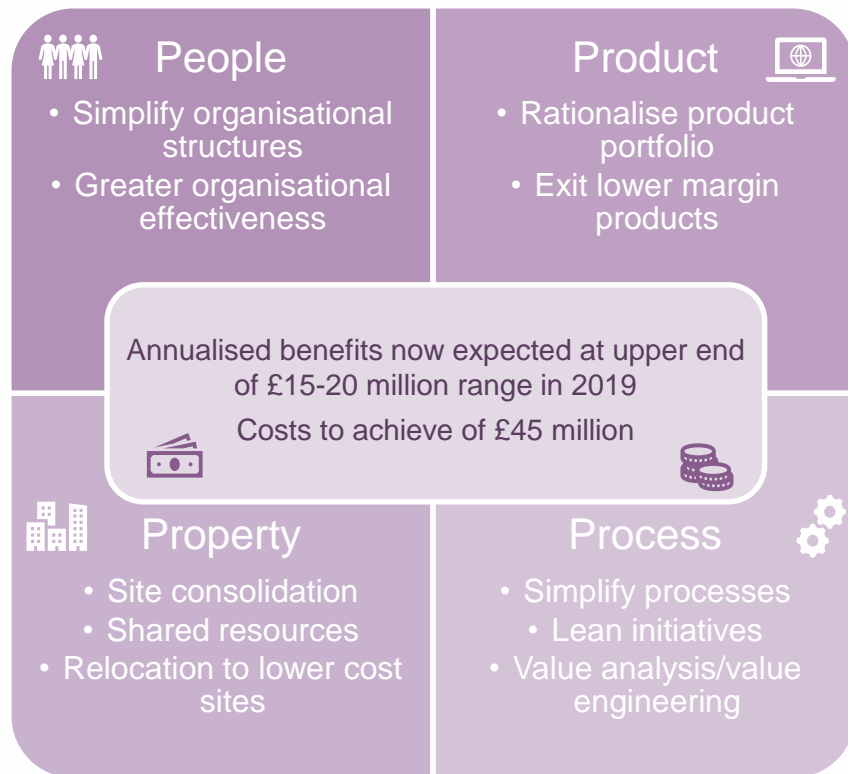 People
• Simplify organisational
structures
• Greater organisational
effectiveness
Product
• Rationalise product
portfolio
• Exit lower margin
products
Annualised benefits now expected at upper end
of £15-20 million range in 2019
Costs to achieve of £45 million
Property
• Site consolidation
• Shared resources
• Relocation to lower cost
sites
Process
• Simplify processes
• Lean initiatives
• Value analysis/value
engineering